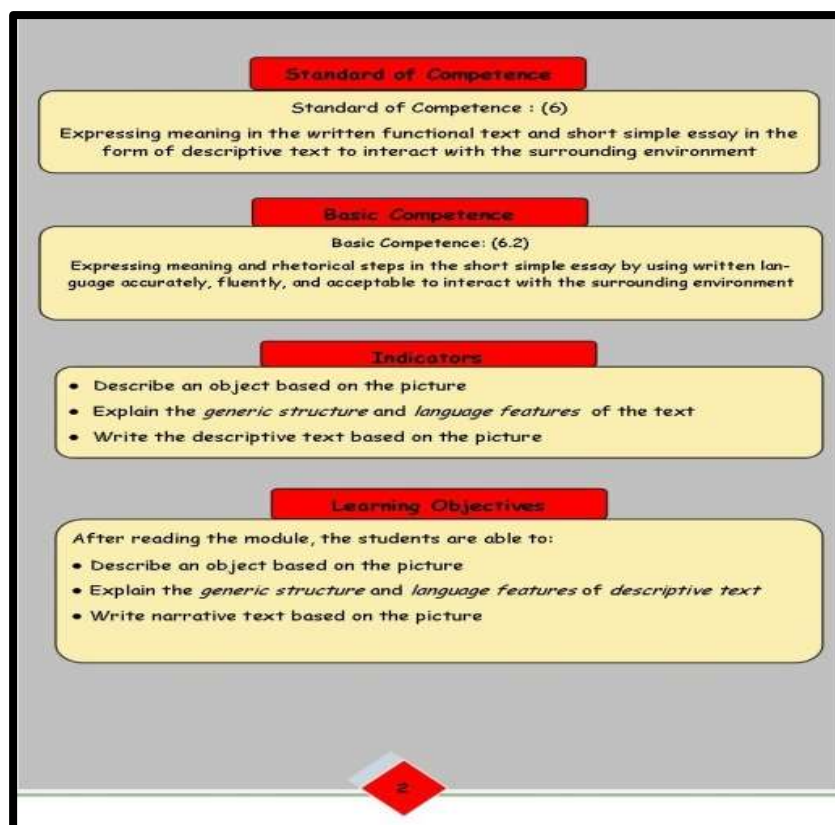 Standard of Competence
Standard of Competence : (6)
Expressing meaning in the written functional text and short simple essay in the
form of descriptive text to interact with the surrounding environment
Basic Competence
Basic Competence: (6.2)
Expressing meaning and rhetorical steps in the short simple essay by using written lan-
guage accurately, fluently, and acceptable to interact with the surrounding environment
Indicators
• Describe an object based on the picture
• Explain the generic structure and language features of the text
• Write the descriptive text based on the picture
Learning Objectives
After reading the module, the students are able to:
• Describe an object based on the picture
• Explain the generic structure and language features of descriptive text
• Write narrative text based on the picture
2